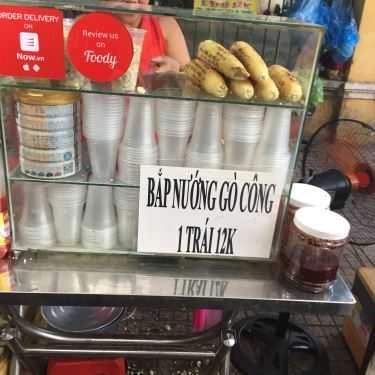 ORDER DELIVERY
ON
Now.vn
Review us
on
Foody
BẮP NƯỚNG GÒ CÔNG
1 TRÁI 12K